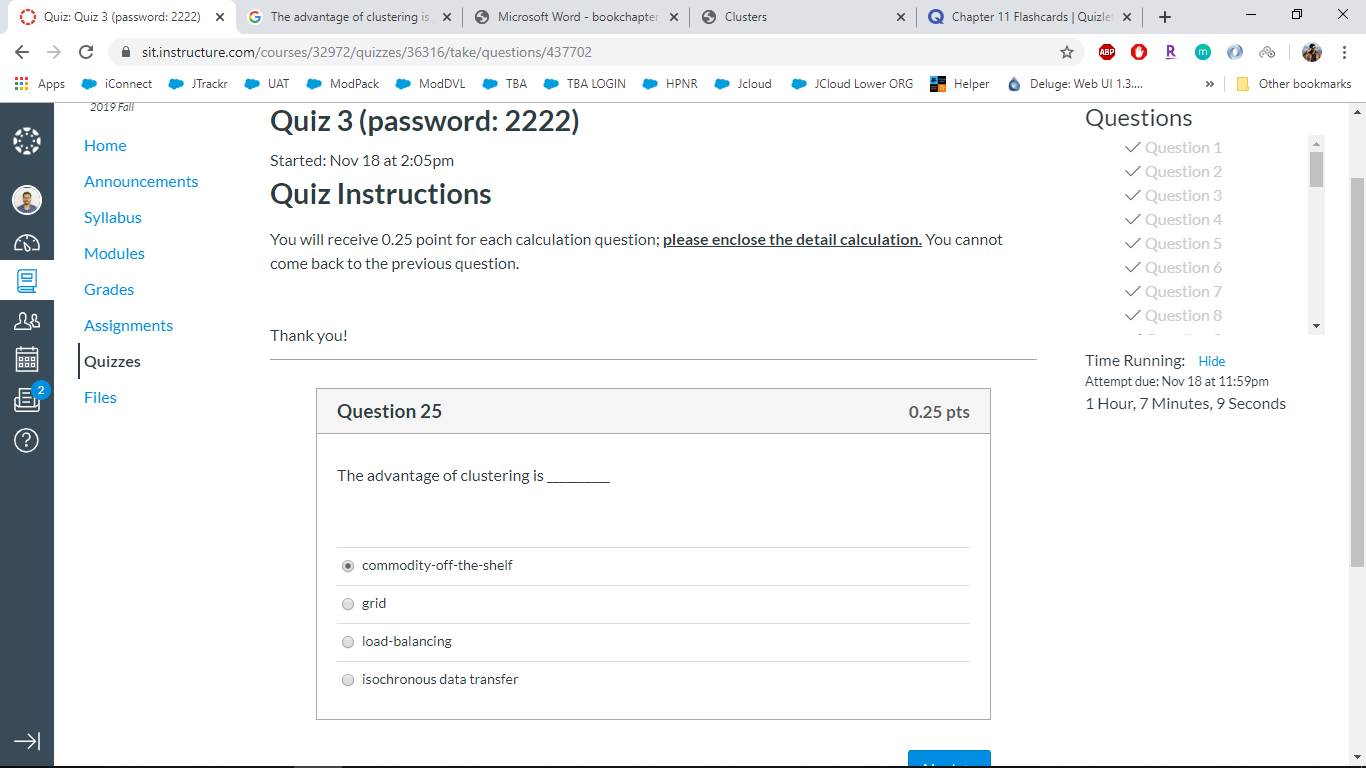 Quiz: Quiz 3 (password: 2222)
The advantage of clustering is
Microsoft Word - bookchapter
Clusters
Chapter 11 Flashcards | Quizlet
sit.instructure.com/courses/32972/quizzes/36316/take/questions/437702
ABP
R
m
Apps
iConnect
JTrackr
UAT
ModPack
ModDVL
TBA
TBA LOGIN
HPNR
Jcloud
JCloud Lower ORG
Helper
Deluge: Web UI 1.3....
»
Other bookmarks
2019 Fall
Home
Announcements
Syllabus
Modules
Grades
Assignments
Quizzes
Files
2
Quiz 3 (password: 2222)
Started: Nov 18 at 2:05pm
Quiz Instructions
You will receive 0.25 point for each calculation question; please enclose the detail calculation. You cannot
come back to the previous question.
Thank you!
Question 25
0.25 pts
The advantage of clustering is __________
commodity-off-the-shelf
grid
load-balancing
isochronous data transfer
Questions
Question 1
Question 2
Question 3
Question 4
Question 5
Question 6
Question 7
Question 8
Time Running: Hide
Attempt due: Nov 18 at 11:59pm
1 Hour, 7 Minutes, 9 Seconds